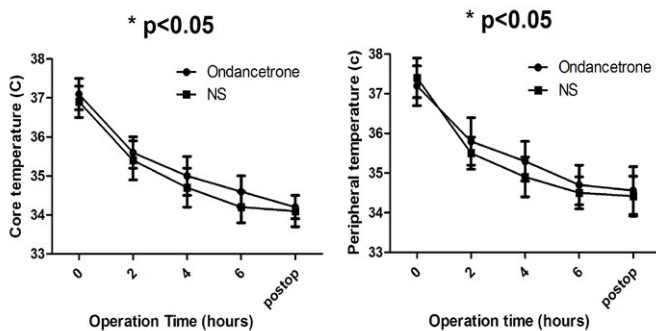 * p<0.05
Core temperature (C)
38
37
36
35
34
33
Ondancetrone
NS
0
2
4
6
postop
Operation Time (hours)
* p<0.05
Peripheral temperature (c)
38
37
36
35
34
33
Ondancetrone
NS
0
2
4
6
postop
Operation time (hours)